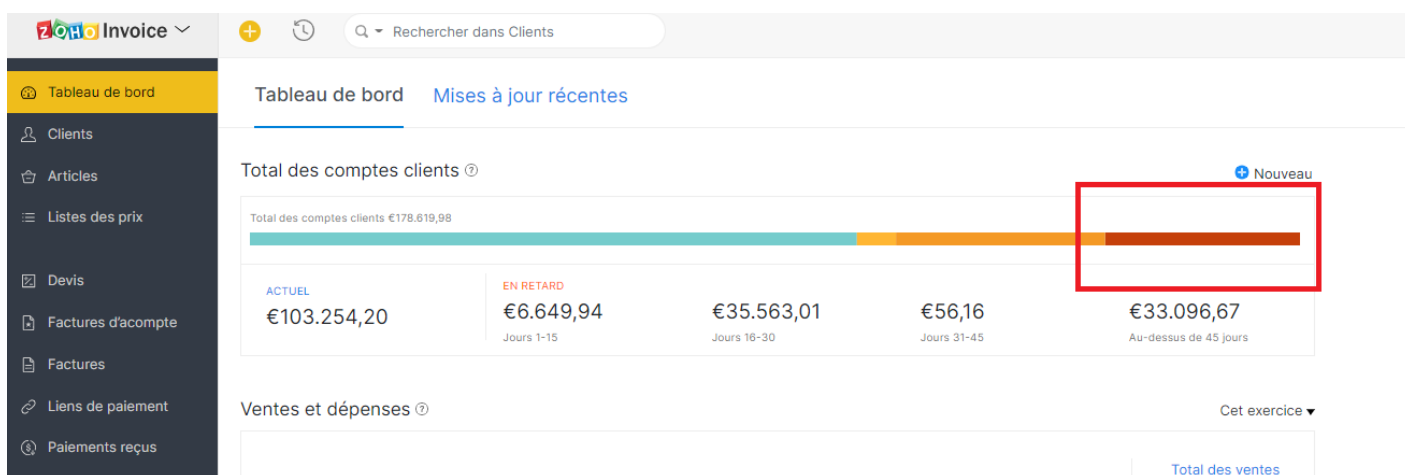 ZOHO Invoice
Rechercher dans Clients
Tableau de bord
Clients
Articles
Listes des prix
Devis
Factures d'acompte
Factures
Liens de paiement
Paiements reçus
Tableau de bord Mises à jour récentes
Total des comptes clients
Nouveau
Total des comptes clients €178.619,98
ACTUEL
€103.254,20
EN RETARD
€6.649,94 €35.563,01 €56,16 €33.096,67
Jours 1-15 Jours 16-30 Jours 31-45 Au-dessus de 45 jours
Ventes et dépenses
Cet exercice
Total des ventes